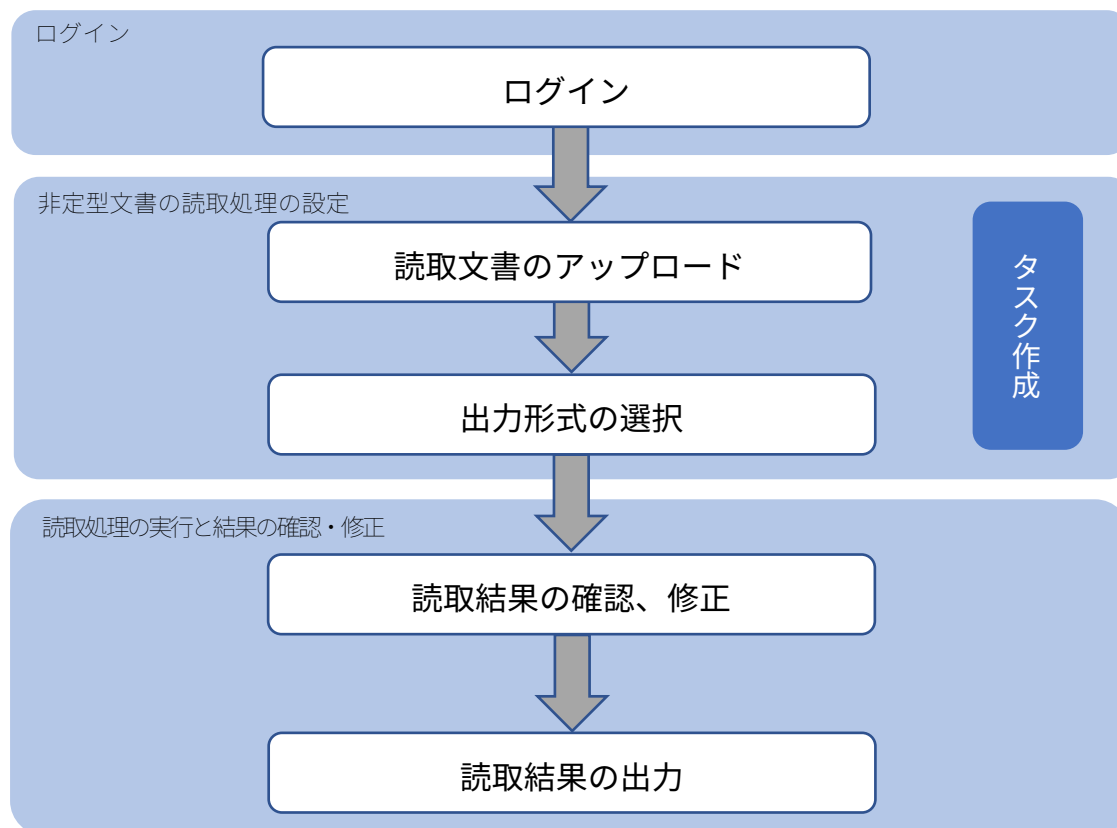 ログイン
ログイン
非定型文書の読取処理の設定
読取文書のアップロード
タスク作成
出力形式の選択
読取処理の実行と結果の確認・修正
読取結果の確認、修正
読取結果の出力